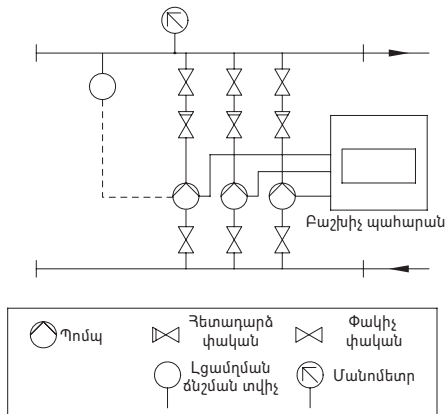 Բաշխիչ պահարան
Պոմպ
Հետադարձ
փական
Փակիչ
փական
Լցամղման
ճնշման տվիչ
Մանոմետր